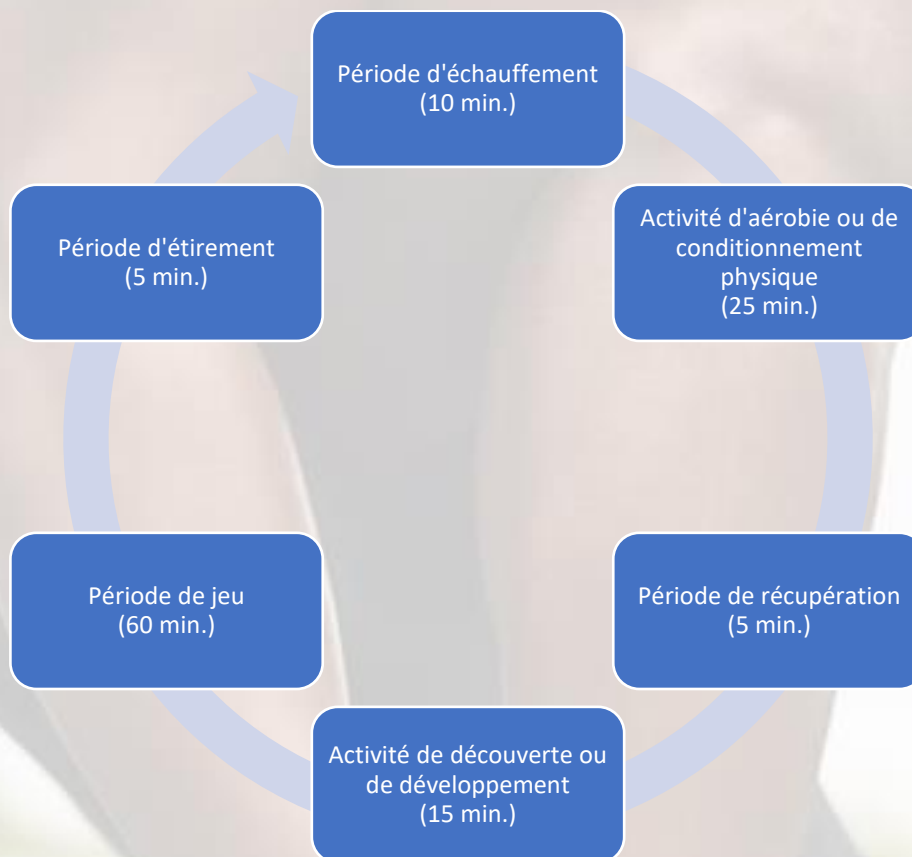 Période d'échauffement
(10 min.)
Activité d'aérobie ou de
conditionnement
physique
(25 min.)
Période de récupération
(5 min.)
Activité de découverte ou
de développement
(15 min.)
Période de jeu
(60 min.)
Période d'étirement
(5 min.)